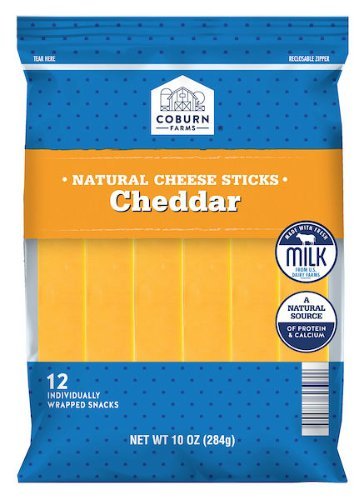 TEAR HERE
RECLOSABLE ZIPPER
COBURN
FARMS
• NATURAL CHEESE STICKS •
Cheddar
MADE WITH FRESH
MILK
FROM U.S.
DAIRY FARMS
A
NATURAL
SOURCE
OF PROTEIN
& CALCIUM
12
INDIVIDUALLY
WRAPPED SNACKS
NET WT 10 OZ (284g)